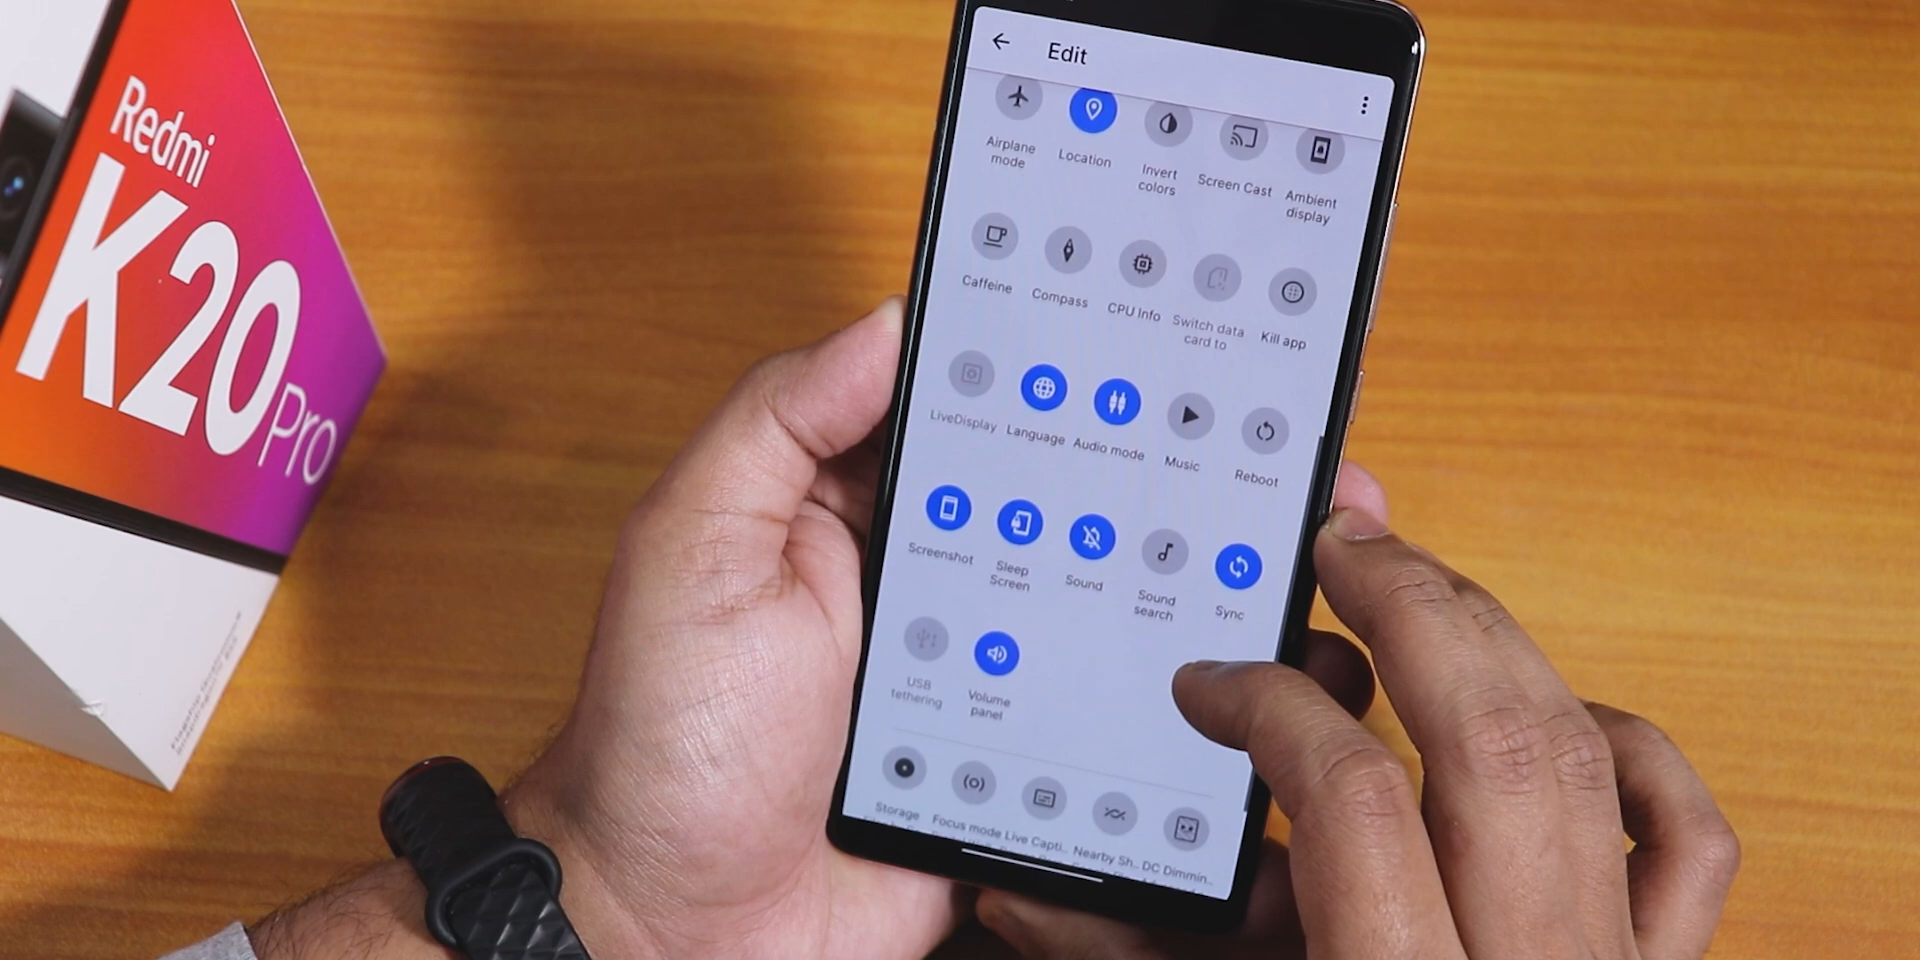 Redmi
K20 Pro
Edit
Airplane
mode
Location
Invert
colors
Screen Cast
Ambient
display
Caffeine
Compass
CPU Info
Switch data
card to
Kill app
LiveDisplay
Language
Audio mode
Music
Reboot
Screenshot
Sleep
Screen
Sound
Sound
search
Sync
USB
tethering
Volume
panel
Storage
Focus mode
Live Capti..
Nearby Sh..
DC Dimmin..